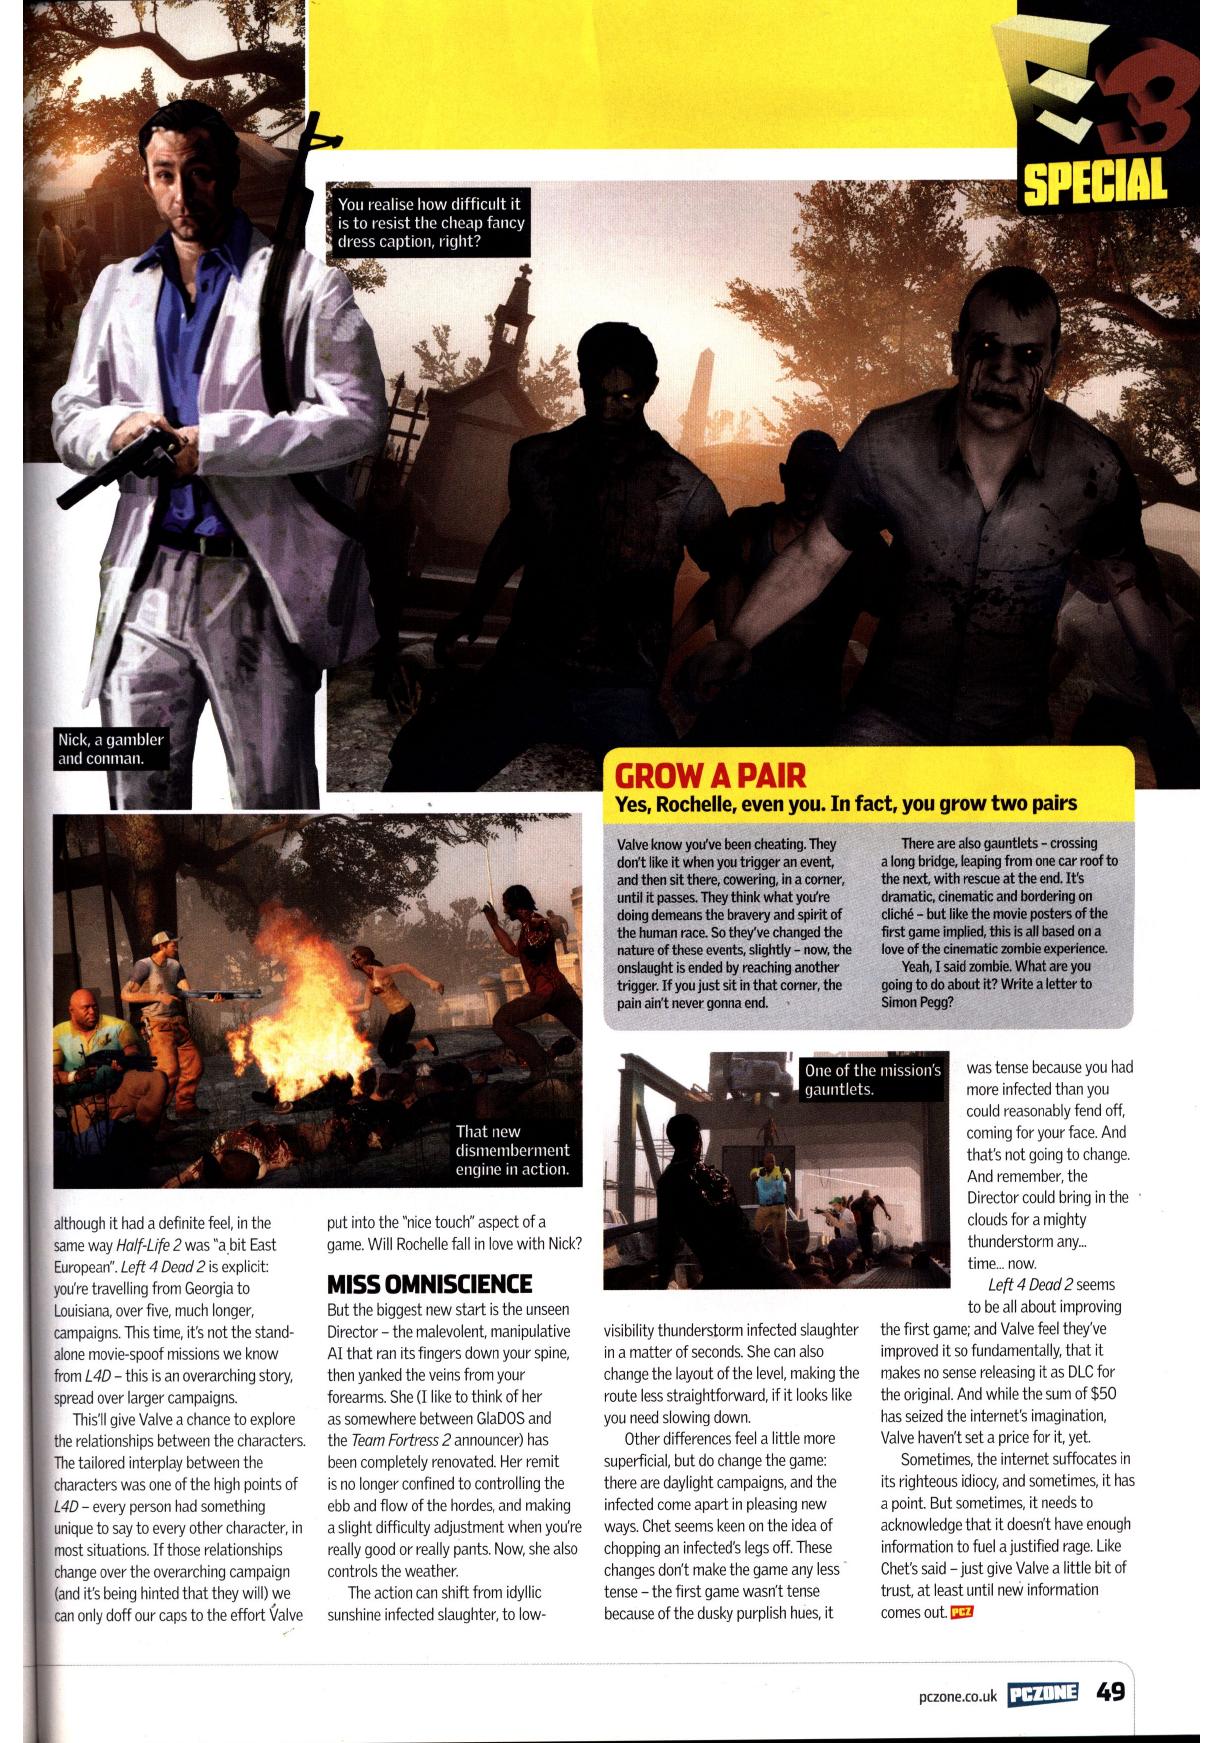 E3
SPECIAL
You realise how difficult it
is to resist the cheap fancy
dress caption, right?
Nick, a gambler
and conman.
GROW A PAIR
Yes, Rochelle, even you. In fact, you grow two pairs
Valve know you've been cheating. They
don't like it when you trigger an event,
and then sit there, cowering, in a corner,
until it passes. They think what you're
doing demeans the bravery and spirit of
the human race. So they've changed the
nature of these events, slightly – now, the
onslaught is ended by reaching another
trigger. If you just sit in that corner, the
pain ain't never gonna end.
There are also gauntlets – crossing
a long bridge, leaping from one car roof to
the next, with rescue at the end. It's
dramatic, cinematic and bordering on
cliché – but like the movie posters of the
first game implied, this is all based on a
love of the cinematic zombie experience.
Yeah, I said zombie. What are you
going to do about it? Write a letter to
Simon Pegg?
That new
dismemberment
engine in action.
One of the mission's
gauntlets.
although it had a definite feel, in the
same way Half-Life 2 was "a bit East
European". Left 4 Dead 2 is explicit:
you're travelling from Georgia to
Louisiana, over five, much longer,
campaigns. This time, it's not the stand-
alone movie-spoof missions we know
from L4D – this is an overarching story,
spread over larger campaigns.
This'll give Valve a chance to explore
the relationships between the characters.
The tailored interplay between the
characters was one of the high points of
L4D – every person had something
unique to say to every other character, in
most situations. If those relationships
change over the overarching campaign
(and it's being hinted that they will) we
can only doff our caps to the effort Valve
put into the "nice touch" aspect of a
game. Will Rochelle fall in love with Nick?
MISS OMNISCIENCE
But the biggest new start is the unseen
Director – the malevolent, manipulative
AI that ran its fingers down your spine,
then yanked the veins from your
forearms. She (I like to think of her
as somewhere between GlaDOS and
the Team Fortress 2 announcer) has
been completely renovated. Her remit
is no longer confined to controlling the
ebb and flow of the hordes, and making
a slight difficulty adjustment when you're
really good or really pants. Now, she also
controls the weather.
The action can shift from idyllic
sunshine infected slaughter, to low-
visibility thunderstorm infected slaughter
in a matter of seconds. She can also
change the layout of the level, making the
route less straightforward, if it looks like
you need slowing down.
Other differences feel a little more
superficial, but do change the game:
there are daylight campaigns, and the
infected come apart in pleasing new
ways. Chet seems keen on the idea of
chopping an infected's legs off. These
changes don't make the game any less
tense – the first game wasn't tense
because of the dusky purplish hues, it
was tense because you had
more infected than you
could reasonably fend off,
coming for your face. And
that's not going to change.
And remember, the
Director could bring in the
clouds for a mighty
thunderstorm any...
time... now.
Left 4 Dead 2 seems
to be all about improving
the first game; and Valve feel they've
improved it so fundamentally, that it
makes no sense releasing it as DLC for
the original. And while the sum of $50
has seized the internet's imagination,
Valve haven't set a price for it, yet.
Sometimes, the internet suffocates in
its righteous idiocy, and sometimes, it has
a point. But sometimes, it needs to
acknowledge that it doesn't have enough
information to fuel a justified rage. Like
Chet's said – just give Valve a little bit of
trust, at least until new information
comes out. PCZ
pczone.co.uk PCZONE 49